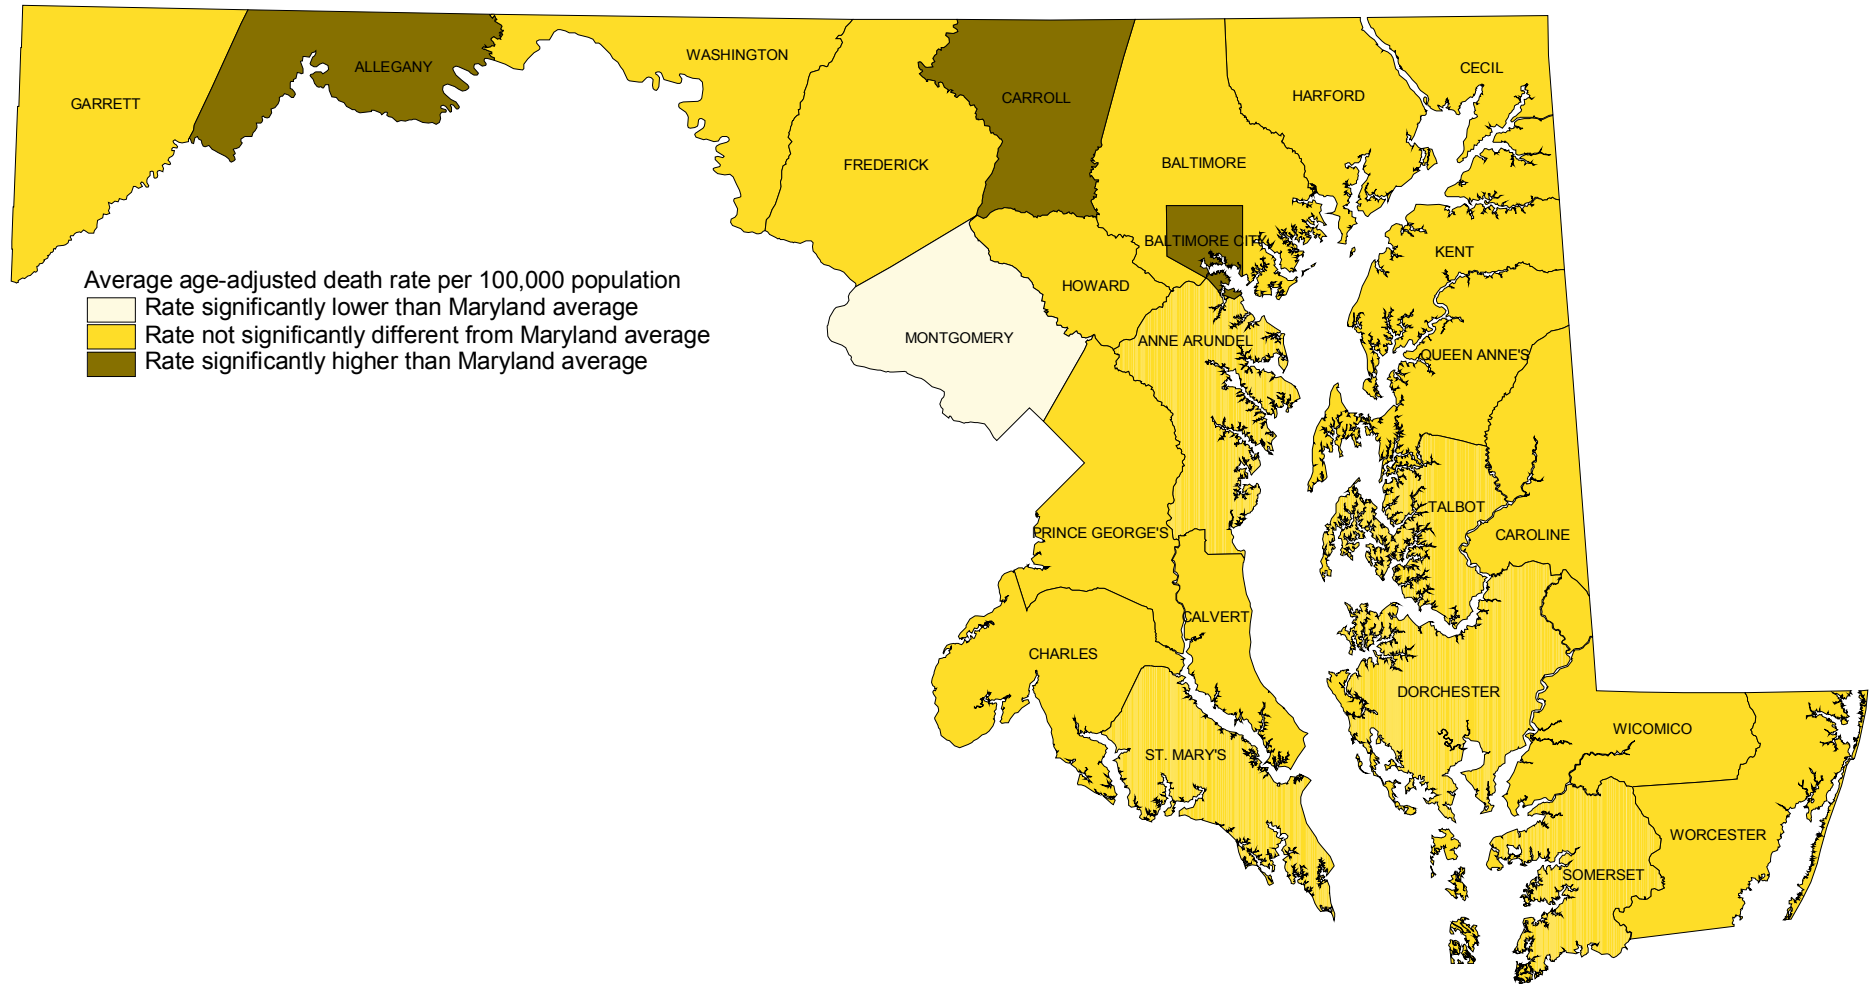 WASHINGTON
ALLEGANY
CECIL
GARRETT
CARROLL
HARFORD
FREDERICK
BALTIMORE
BALTIMORE CITY
KENT
Average age-adjusted death rate per 100,000 population
Rate significantly lower than Maryland average
Rate not significantly different from Maryland average
Rate significantly higher than Maryland average
HOWARD
MONTGOMERY
ANNE ARUNDEL
QUEEN ANNE'S
TALBOT
PRINCE GEORGE'S
CAROLINE
CALVERT
CHARLES
DORCHESTER
WICOMICO
ST. MARY'S
WORCESTER
SOMERSET